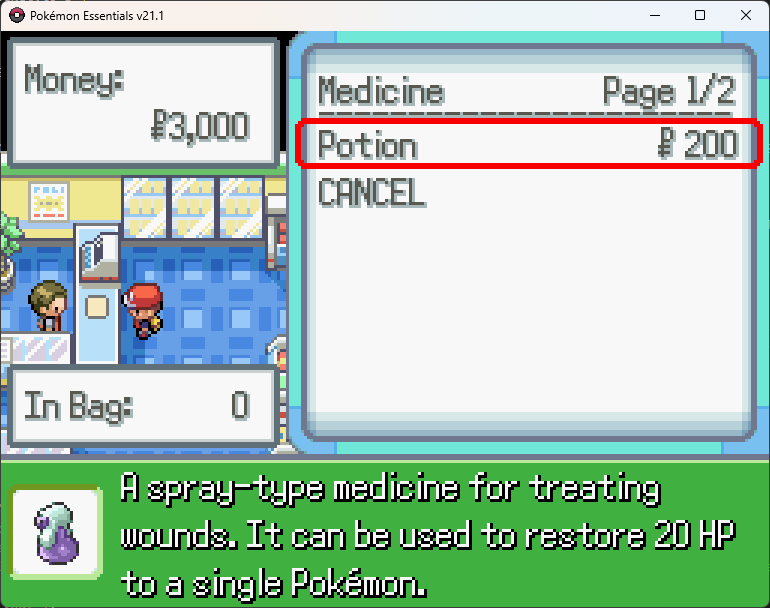 Pokémon Essentials v21.1
Money:
₽3,000
Medicine Page 1/2
Potion ₽ 200
CANCEL
In Bag: 0
A spray-type medicine for treating
wounds. It can be used to restore 20 HP
to a single Pokémon.